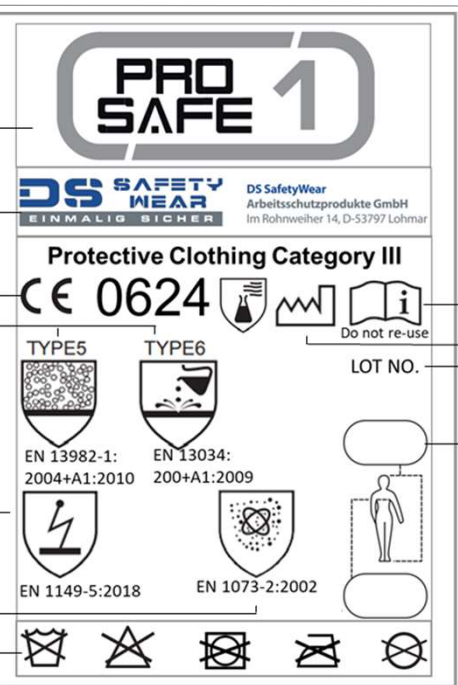 PRO
SAFE 1
DS SAFETY
WEAR
EINMALIG SICHER
DS SafetyWear
Arbeitsschutzprodukte GmbH
Im Rohnweiher 14, D-53797 Lohmar
Protective Clothing Category III
CE 0624
i
Do not re-use
TYPE5 TYPE6
LOT NO.
EN 13982-1:
2004+A1:2010
EN 13034:
200+A1:2009
EN 1149-5:2018
EN 1073-2:2002